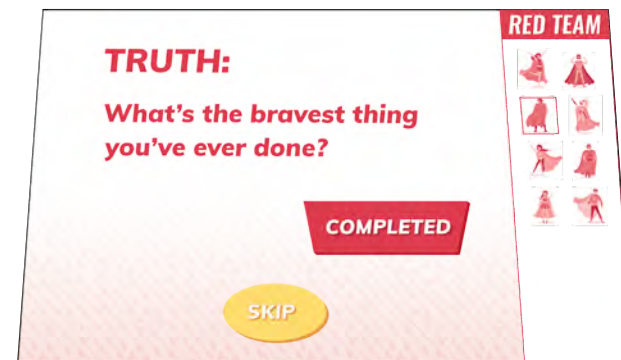 TRUTH:
What's the bravest thing
you've ever done?
COMPLETED
SKIP
RED TEAM